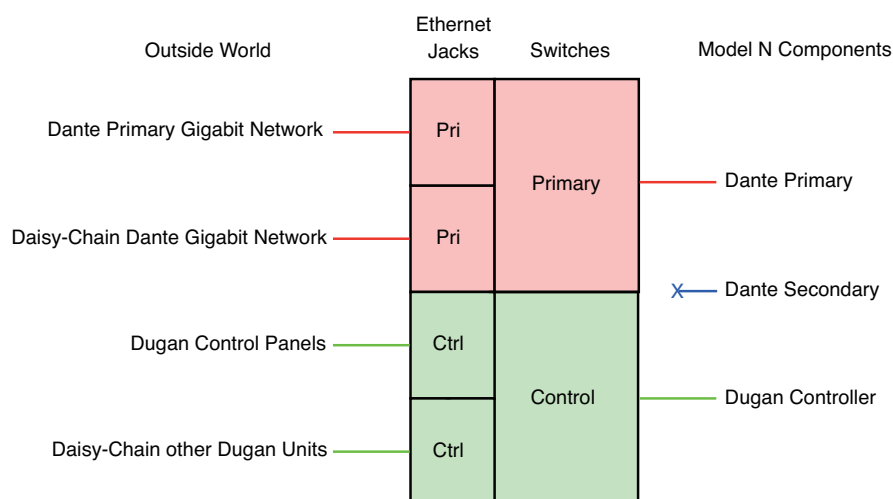 Outside World
Ethernet
Jacks
Switches
Model N Components
Dante Primary Gigabit Network
Pri
Primary
Dante Primary
Daisy-Chain Dante Gigabit Network
Pri
X
Dante Secondary
Dugan Control Panels
Ctrl
Control
Dugan Controller
Daisy-Chain other Dugan Units
Ctrl